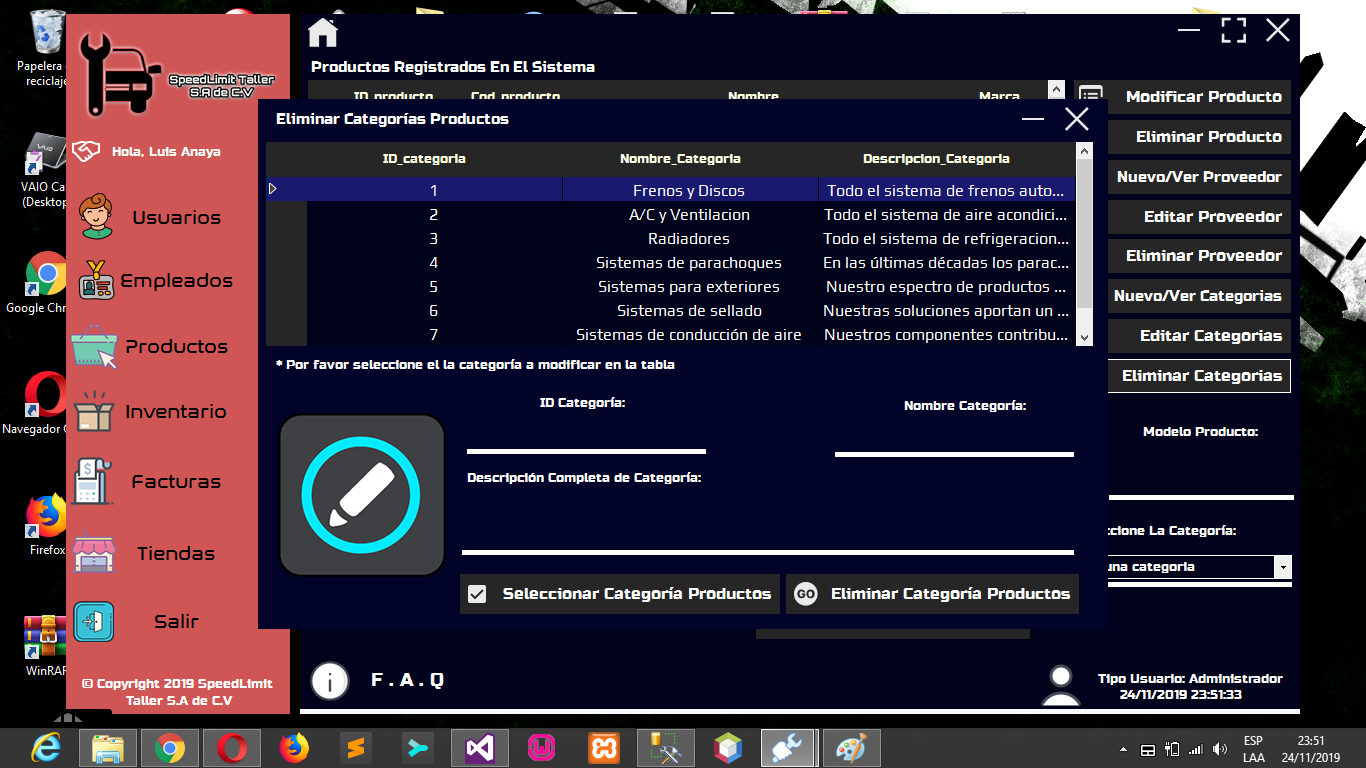 Papelera
reciclaje
VAIO Ca
(Desktop
Google Chr
Navegador
Firefox
WinRAR
SpeedLimit Taller
S.A de C.V
Hola, Luis Anaya
Usuarios
Empleados
Productos
Inventario
Facturas
Tiendas
Salir
© Copyright 2019 SpeedLimit
Taller S.A de C.V
Productos Registrados En El Sistema
ID_producto Cod_producto Nombre Marca
Modificar Producto
Eliminar Producto
Nuevo/Ver Proveedor
Editar Proveedor
Eliminar Proveedor
Nuevo/Ver Categorias
Editar Categorias
Eliminar Categorias
Modelo Producto:
ccione La Categoría:
una categoria
Eliminar Categorías Productos
ID_categoria Nombre_Categoria Descripcion_Categoria
1 Frenos y Discos Todo el sistema de frenos auto...
2 A/C y Ventilacion Todo el sistema de aire acondici...
3 Radiadores Todo el sistema de refrigeracion...
4 Sistemas de parachoques En las últimas décadas los parac...
5 Sistemas para exteriores Nuestro espectro de productos ...
6 Sistemas de sellado Nuestras soluciones aportan un ...
7 Sistemas de conducción de aire Nuestros componentes contribu...
* Por favor seleccione el la categoría a modificar en la tabla
ID Categoría:
Nombre Categoría:
Descripción Completa de Categoría:
Seleccionar Categoría Productos
GO Eliminar Categoría Productos
F.A.Q
Tipo Usuario: Administrador
24/11/2019 23:51:33
ESP
LAA
23:51
24/11/2019